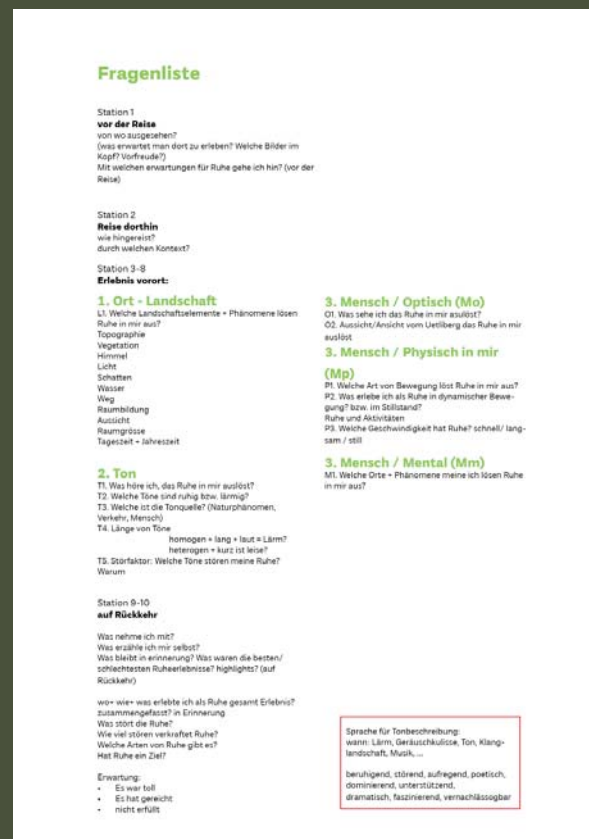 Fragenliste
Station 1
vor der Reise
von wo ausgesehen?
(was erwartet man dort zu erleben? Welche Bilder im
Kopf? Vorfreude?)
Mit welchen erwartungen für Ruhe gehe ich hin? (vor der
Reise)
Station 2
Reise dorthin
wie hingereist?
durch welchen Kontext?
Station 3-8
Erlebnis vorort:
1. Ort - Landschaft
L1. Welche Landschaftselemente + Phänomene lösen
Ruhe in mir aus?
Topographie
Vegetation
Himmel
Licht
Schatten
Wasser
Weg
Raumbildung
Aussicht
Raumgrösse
Tageszeit + Jahreszeit
2. Ton
T1. Was höre ich, das Ruhe in mir auslöst?
T2. Welche Töne sind ruhig bzw. lärmig?
T3. Welche ist die Tonquelle? (Naturphänomen,
Verkehr, Mensch)
T4. Länge von Töne
homogen + lang + laut = Lärm?
heterogen + kurz ist leise?
T5. Störfaktor: Welche Töne stören meine Ruhe?
Warum
3. Mensch / Optisch (Mo)
O1. Was sehe ich das Ruhe in mir asulöst?
O2. Aussicht/Ansicht vom Uetliberg das Ruhe in mir
auslöst
3. Mensch / Physisch in mir
(Mp)
P1. Welche Art von Bewegung löst Ruhe in mir aus?
P2. Was erlebe ich als Ruhe in dynamischer Bewe-
gung? bzw. im Stillstand?
Ruhe und Aktivitäten
P3. Welche Geschwindigkeit hat Ruhe? schnell/ lang-
sam / still
3. Mensch / Mental (Mm)
M1. Welche Orte + Phänomene meine ich lösen Ruhe
in mir aus?
Station 9-10
auf Rückkehr
Was nehme ich mit?
Was erzähle ich mir selbst?
Was bleibt in erinnerung? Was waren die besten/
schlechtesten Ruheerlebnisse? highlights? (auf
Rückkehr)
wo+ wie+ was erlebte ich als Ruhe gesamt Erlebnis?
zusammengefasst? in Erinnerung
Was stört die Ruhe?
Wie viel stören verkraftet Ruhe?
Welche Arten von Ruhe gibt es?
Hat Ruhe ein Ziel?
Erwartung:
• Es war toll
• Es hat gereicht
• nicht erfüllt
Sprache für Tonbeschreibung:
wann: Lärm, Geräuschkulisse, Ton, Klang-
landschaft, Musik, ...
beruhigend, störend, aufregend, poetisch,
dominierend, unterstützend,
dramatisch, faszinierend, vernachlässogbar